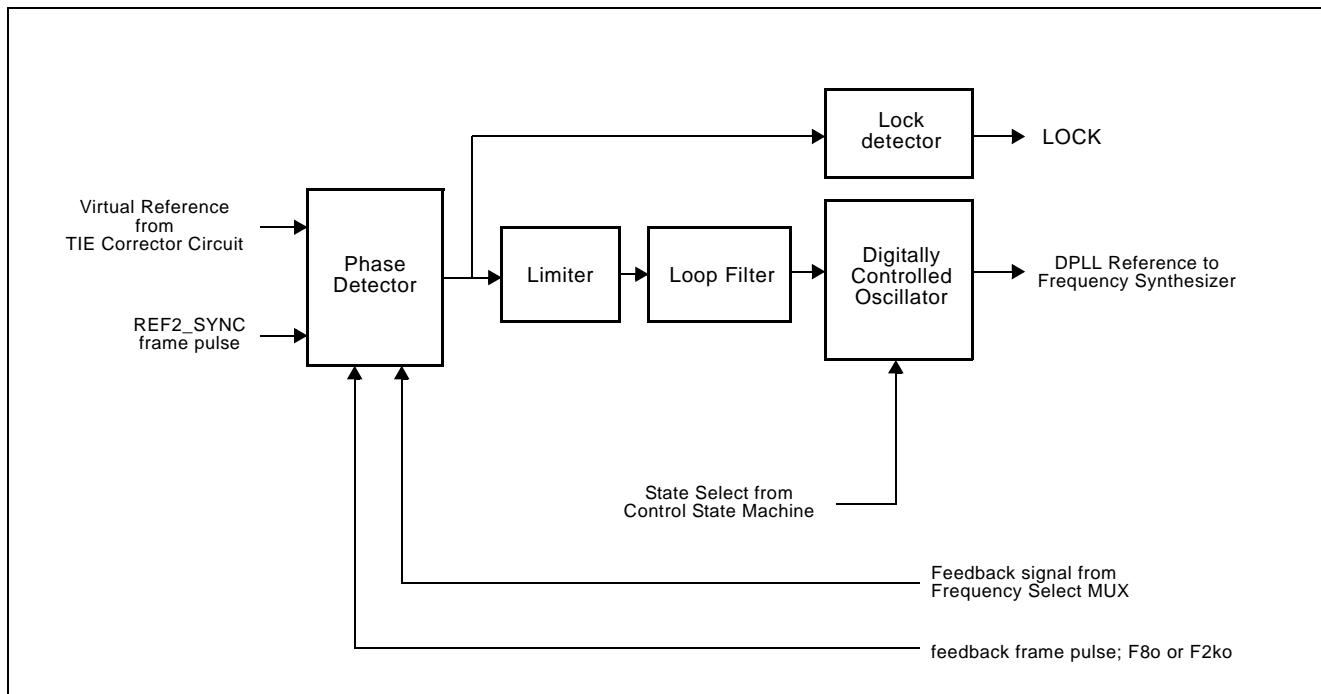 Lock
detector
LOCK
Virtual Reference
from
TIE Corrector Circuit
Phase
Detector
Limiter
Loop Filter
Digitally
Controlled
Oscillator
DPLL Reference to
Frequency Synthesizer
REF2_SYNC
frame pulse
State Select from
Control State Machine
Feedback signal from
Frequency Select MUX
feedback frame pulse; F8o or F2ko